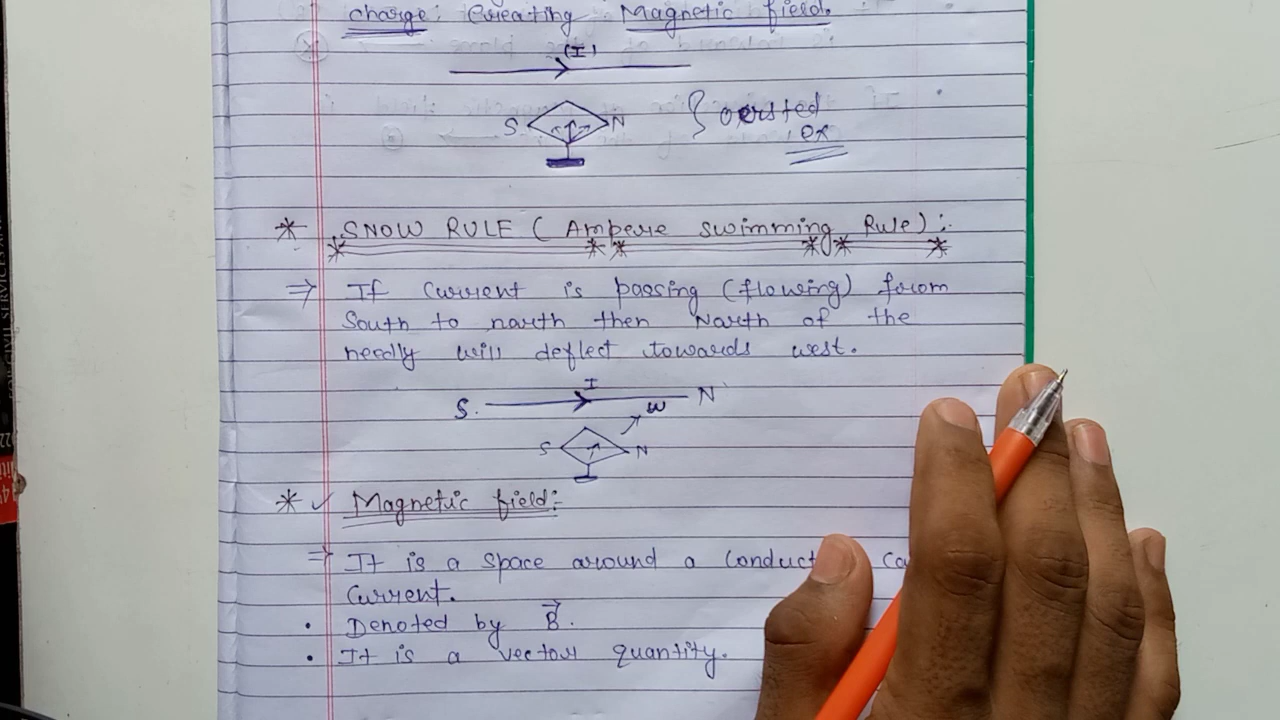 charge: Creating Magnetic field.
(I)
S N } oersted
ex
* SNOW RULE (Ampere swimming Rule):
⇒ If Current is passing (flowing) from
South to north then North of the
needly will deflect towards west.
I
S. N
W
S N
* ✓ Magnetic field:
⇒ It is a space around a Conduct
Current.
• Denoted by B⃗.
• It is a vector quantity.